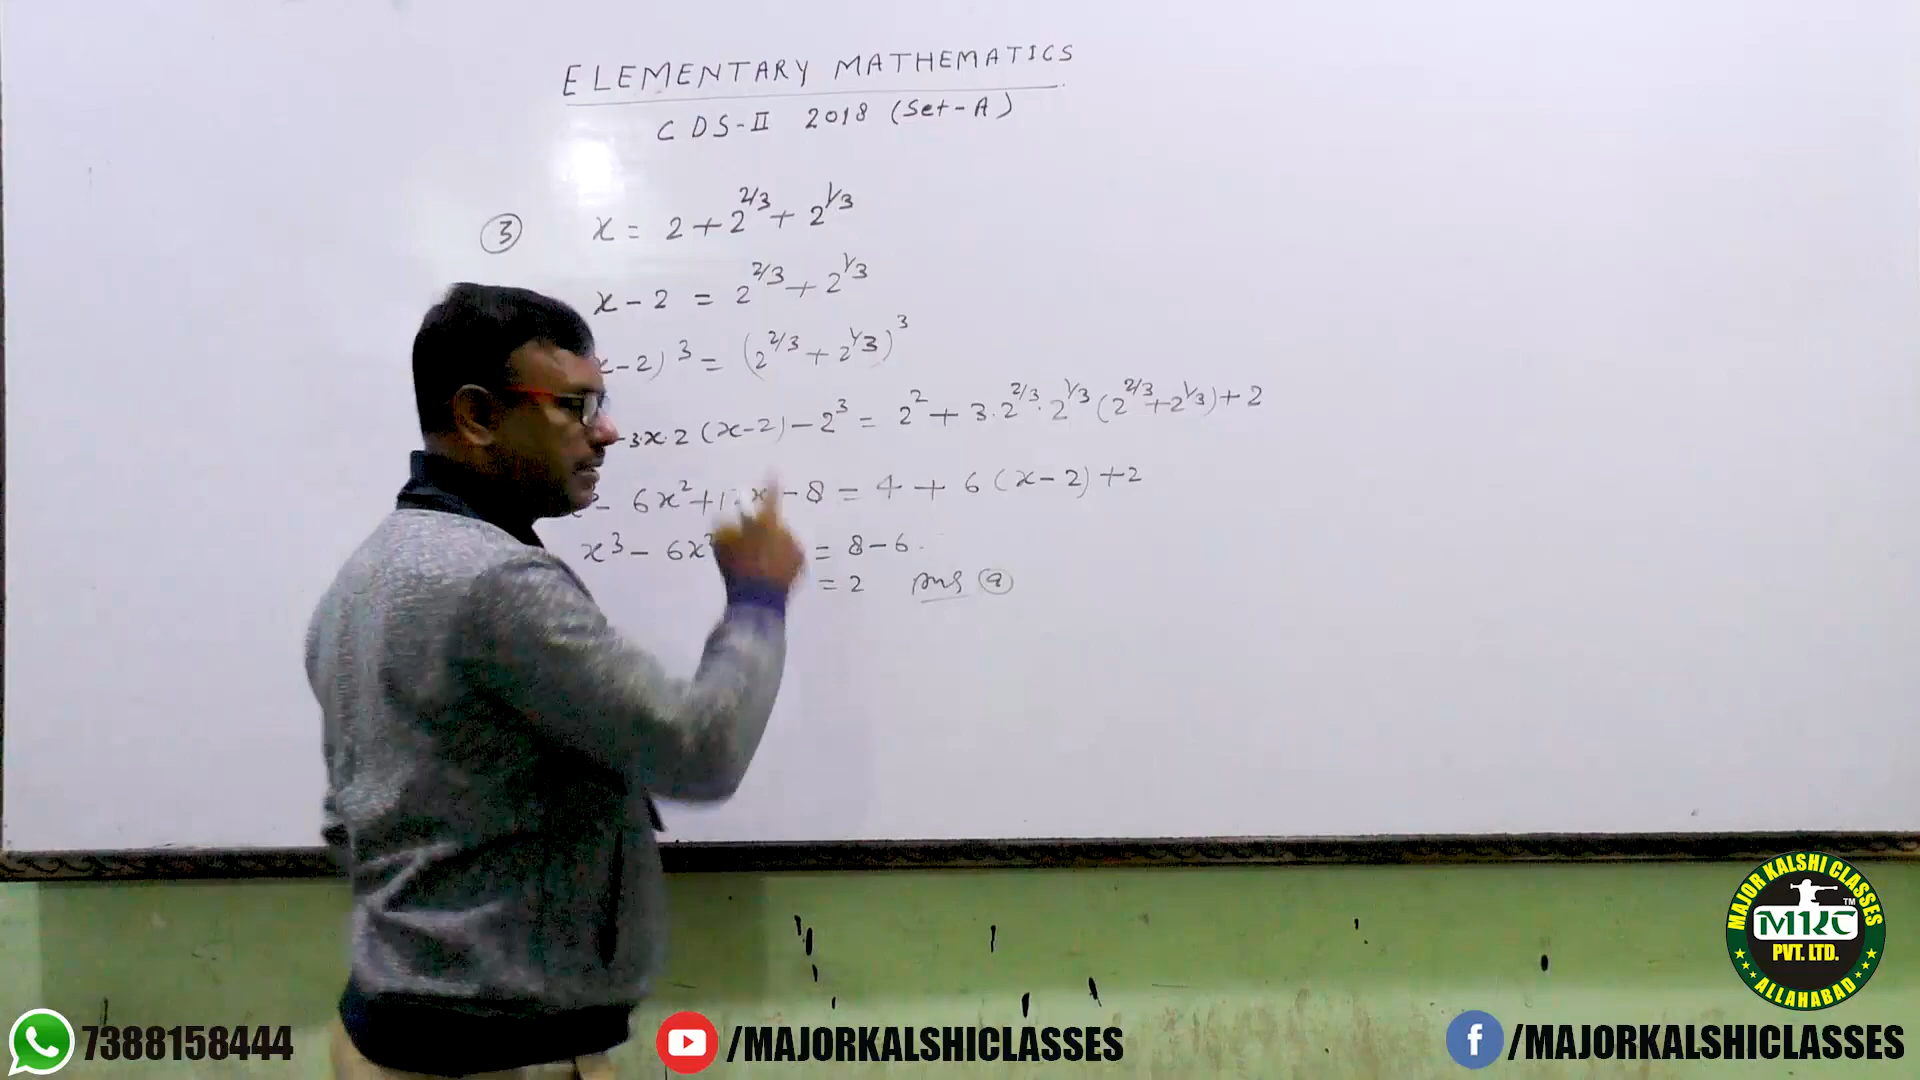 ELEMENTARY MATHEMATICS
CDS-II 2018 (Set-A)
③ x = 2 + 2^{2/3} + 2^{1/3}
x - 2 = 2^{2/3} + 2^{1/3}
x - 2)^3 = (2^{2/3} + 2^{1/3})^3
-3.x.2 (x-2) - 2^3 = 2^2 + 3.2^{2/3}.2^{1/3} (2^{2/3} + 2^{1/3}) + 2
- 6x^2 + 1 x - 8 = 4 + 6 (x - 2) + 2
x^3 - 6x^2 = 8 - 6
= 2 Ans ⓐ
MAJOR KALSHI CLASSES
MKC TM
PVT. LTD.
ALLAHABAD
7388158444 /MAJORKALSHICLASSES /MAJORKALSHICLASSES